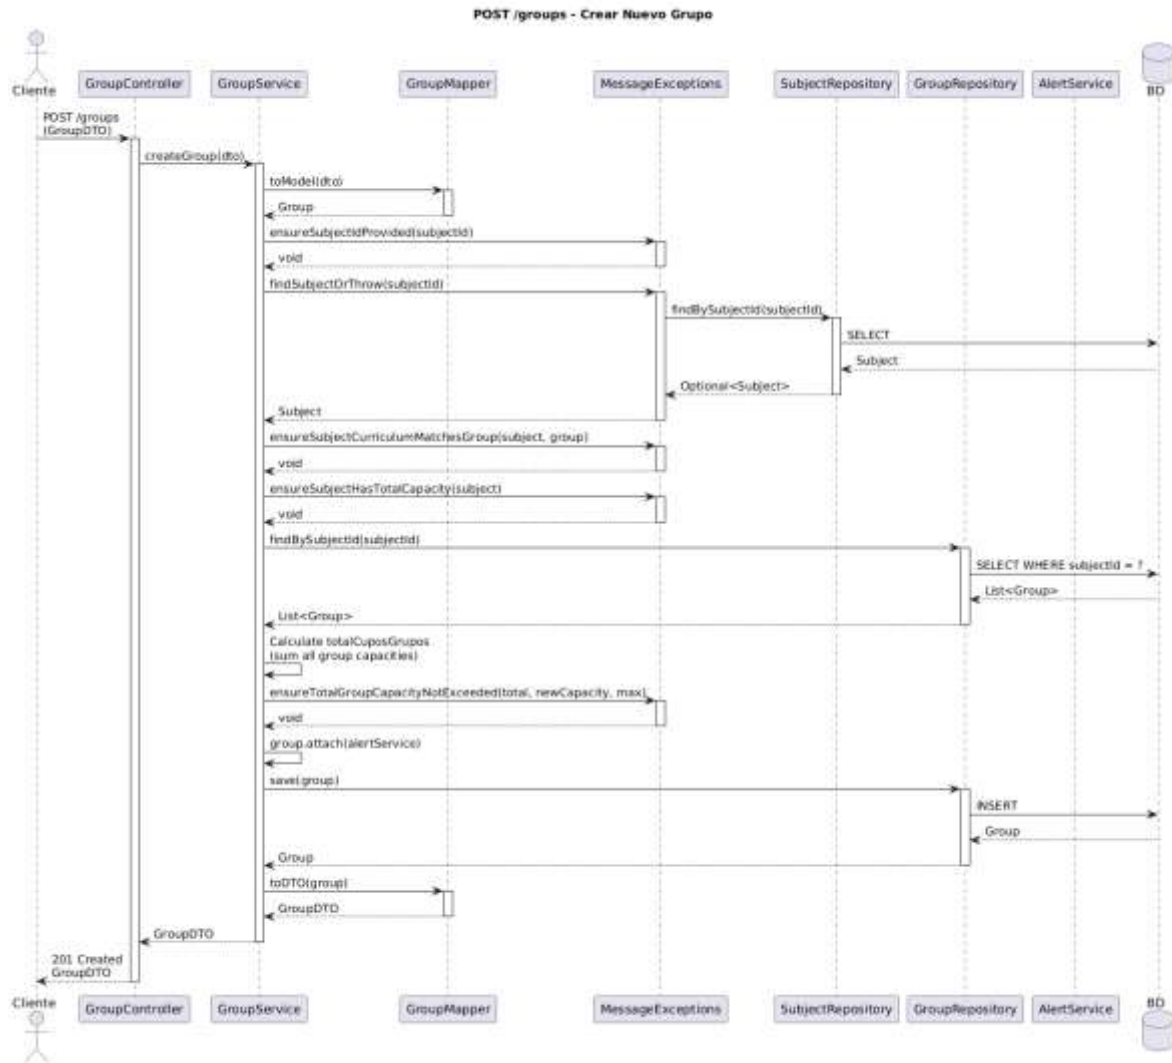 POST /groups - Crear Nuevo Grupo
Cliente
GroupController
GroupService
GroupMapper
MessageExceptions
SubjectRepository
GroupRepository
AlertService
BD
POST /groups
(GroupDTO)
createGroup(dto)
toModel(dto)
Group
ensureSubjectIdProvided(subjectId)
void
findSubjectOrThrow(subjectId)
findBySubjectId(subjectId)
SELECT
Subject
Optional<Subject>
Subject
ensureSubjectCurriculumMatchesGroup(subject, group)
void
ensureSubjectHasTotalCapacity(subject)
void
findBySubjectId(subjectId)
SELECT WHERE subjectId = ?
List<Group>
List<Group>
Calculate totalCuposGrupos
(sum all group capacities)
ensureTotalGroupCapacityNotExceeded(total, newCapacity, max)
void
group.attach(alertService)
save(group)
INSERT
Group
Group
toDTO(group)
GroupDTO
GroupDTO
201 Created
GroupDTO
Cliente
GroupController
GroupService
GroupMapper
MessageExceptions
SubjectRepository
GroupRepository
AlertService
BD